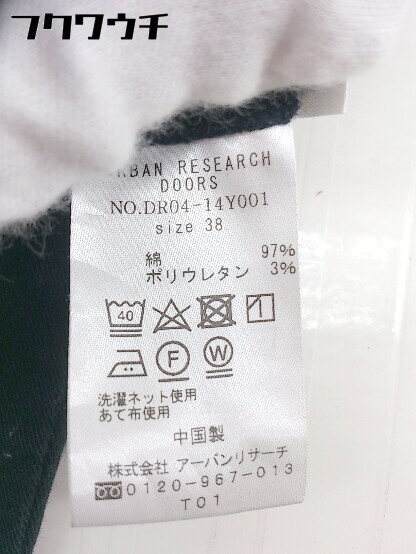 フクワウチ
RBAN RESEARCH
DOORS
NO.DR04-14Y001
size 38
綿 97%
ポリウレタン 3%
40
F W
洗濯ネット使用
あて布使用
中国製
株式会社 アーバンリサーチ
0120-967-013
T01